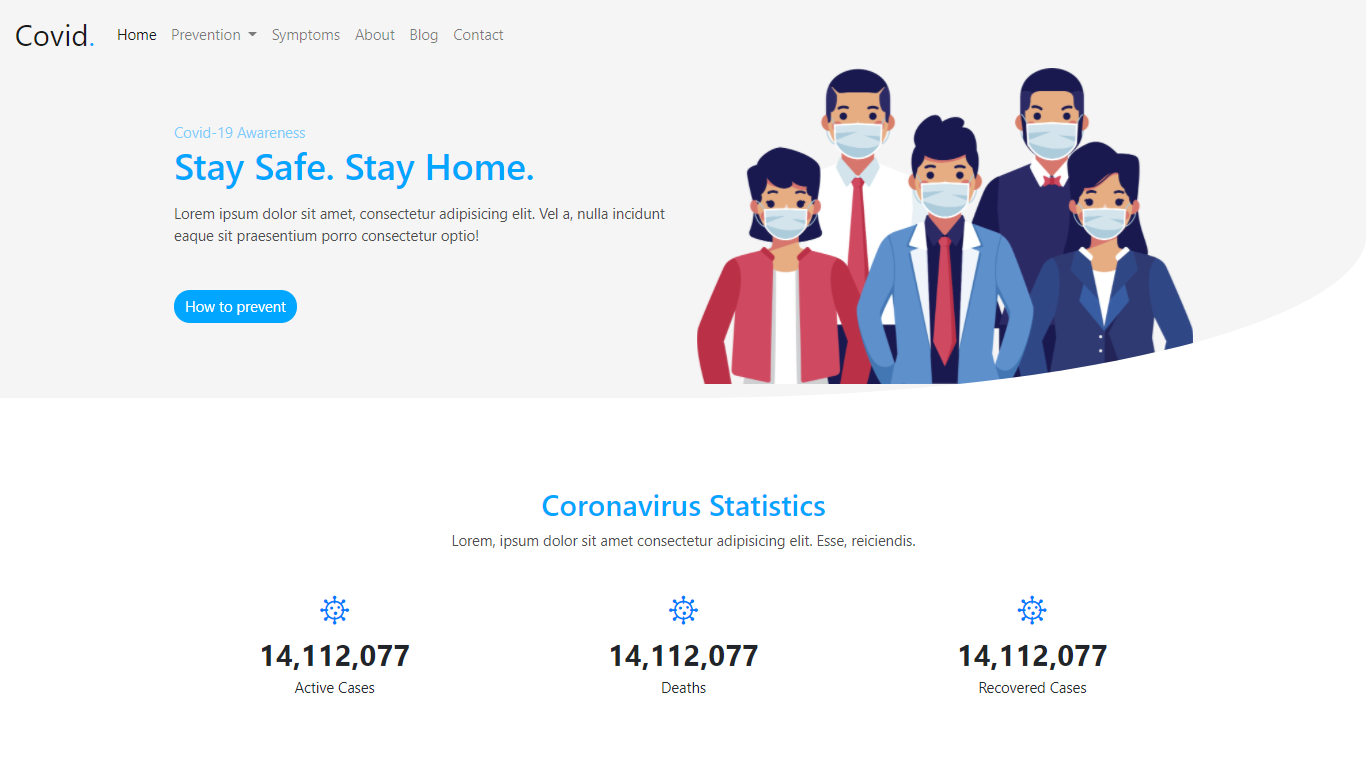 Covid.
Home Prevention Symptoms About Blog Contact
Covid-19 Awareness
Stay Safe. Stay Home.
Lorem ipsum dolor sit amet, consectetur adipisicing elit. Vel a, nulla incidunt
eaque sit praesentium porro consectetur optio!
How to prevent
Coronavirus Statistics
Lorem, ipsum dolor sit amet consectetur adipisicing elit. Esse, reiciendis.
14,112,077 14,112,077 14,112,077
Active Cases Deaths Recovered Cases